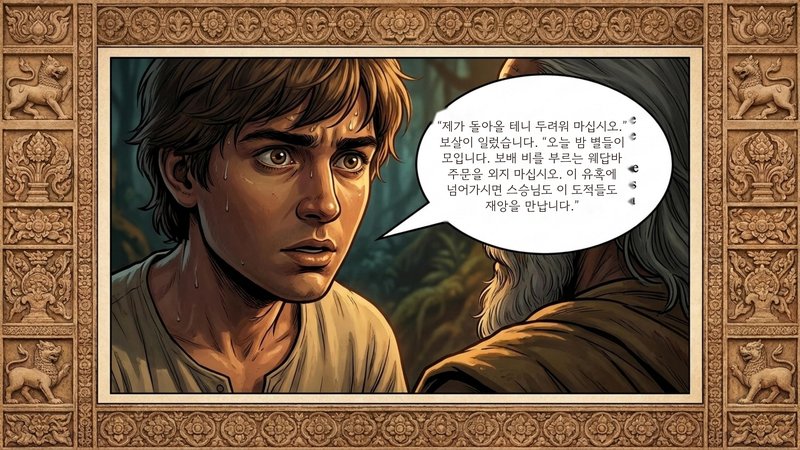 “제가 돌아올 테니 두려워 마십시오.”
보살이 일렀습니다. “오늘 밤 별들이
모입니다. 보배 비를 부르는 웨답바
주문을 외지 마십시오. 이 유혹에
넘어가시면 스승님도 이 도적들도
재앙을 만납니다.”